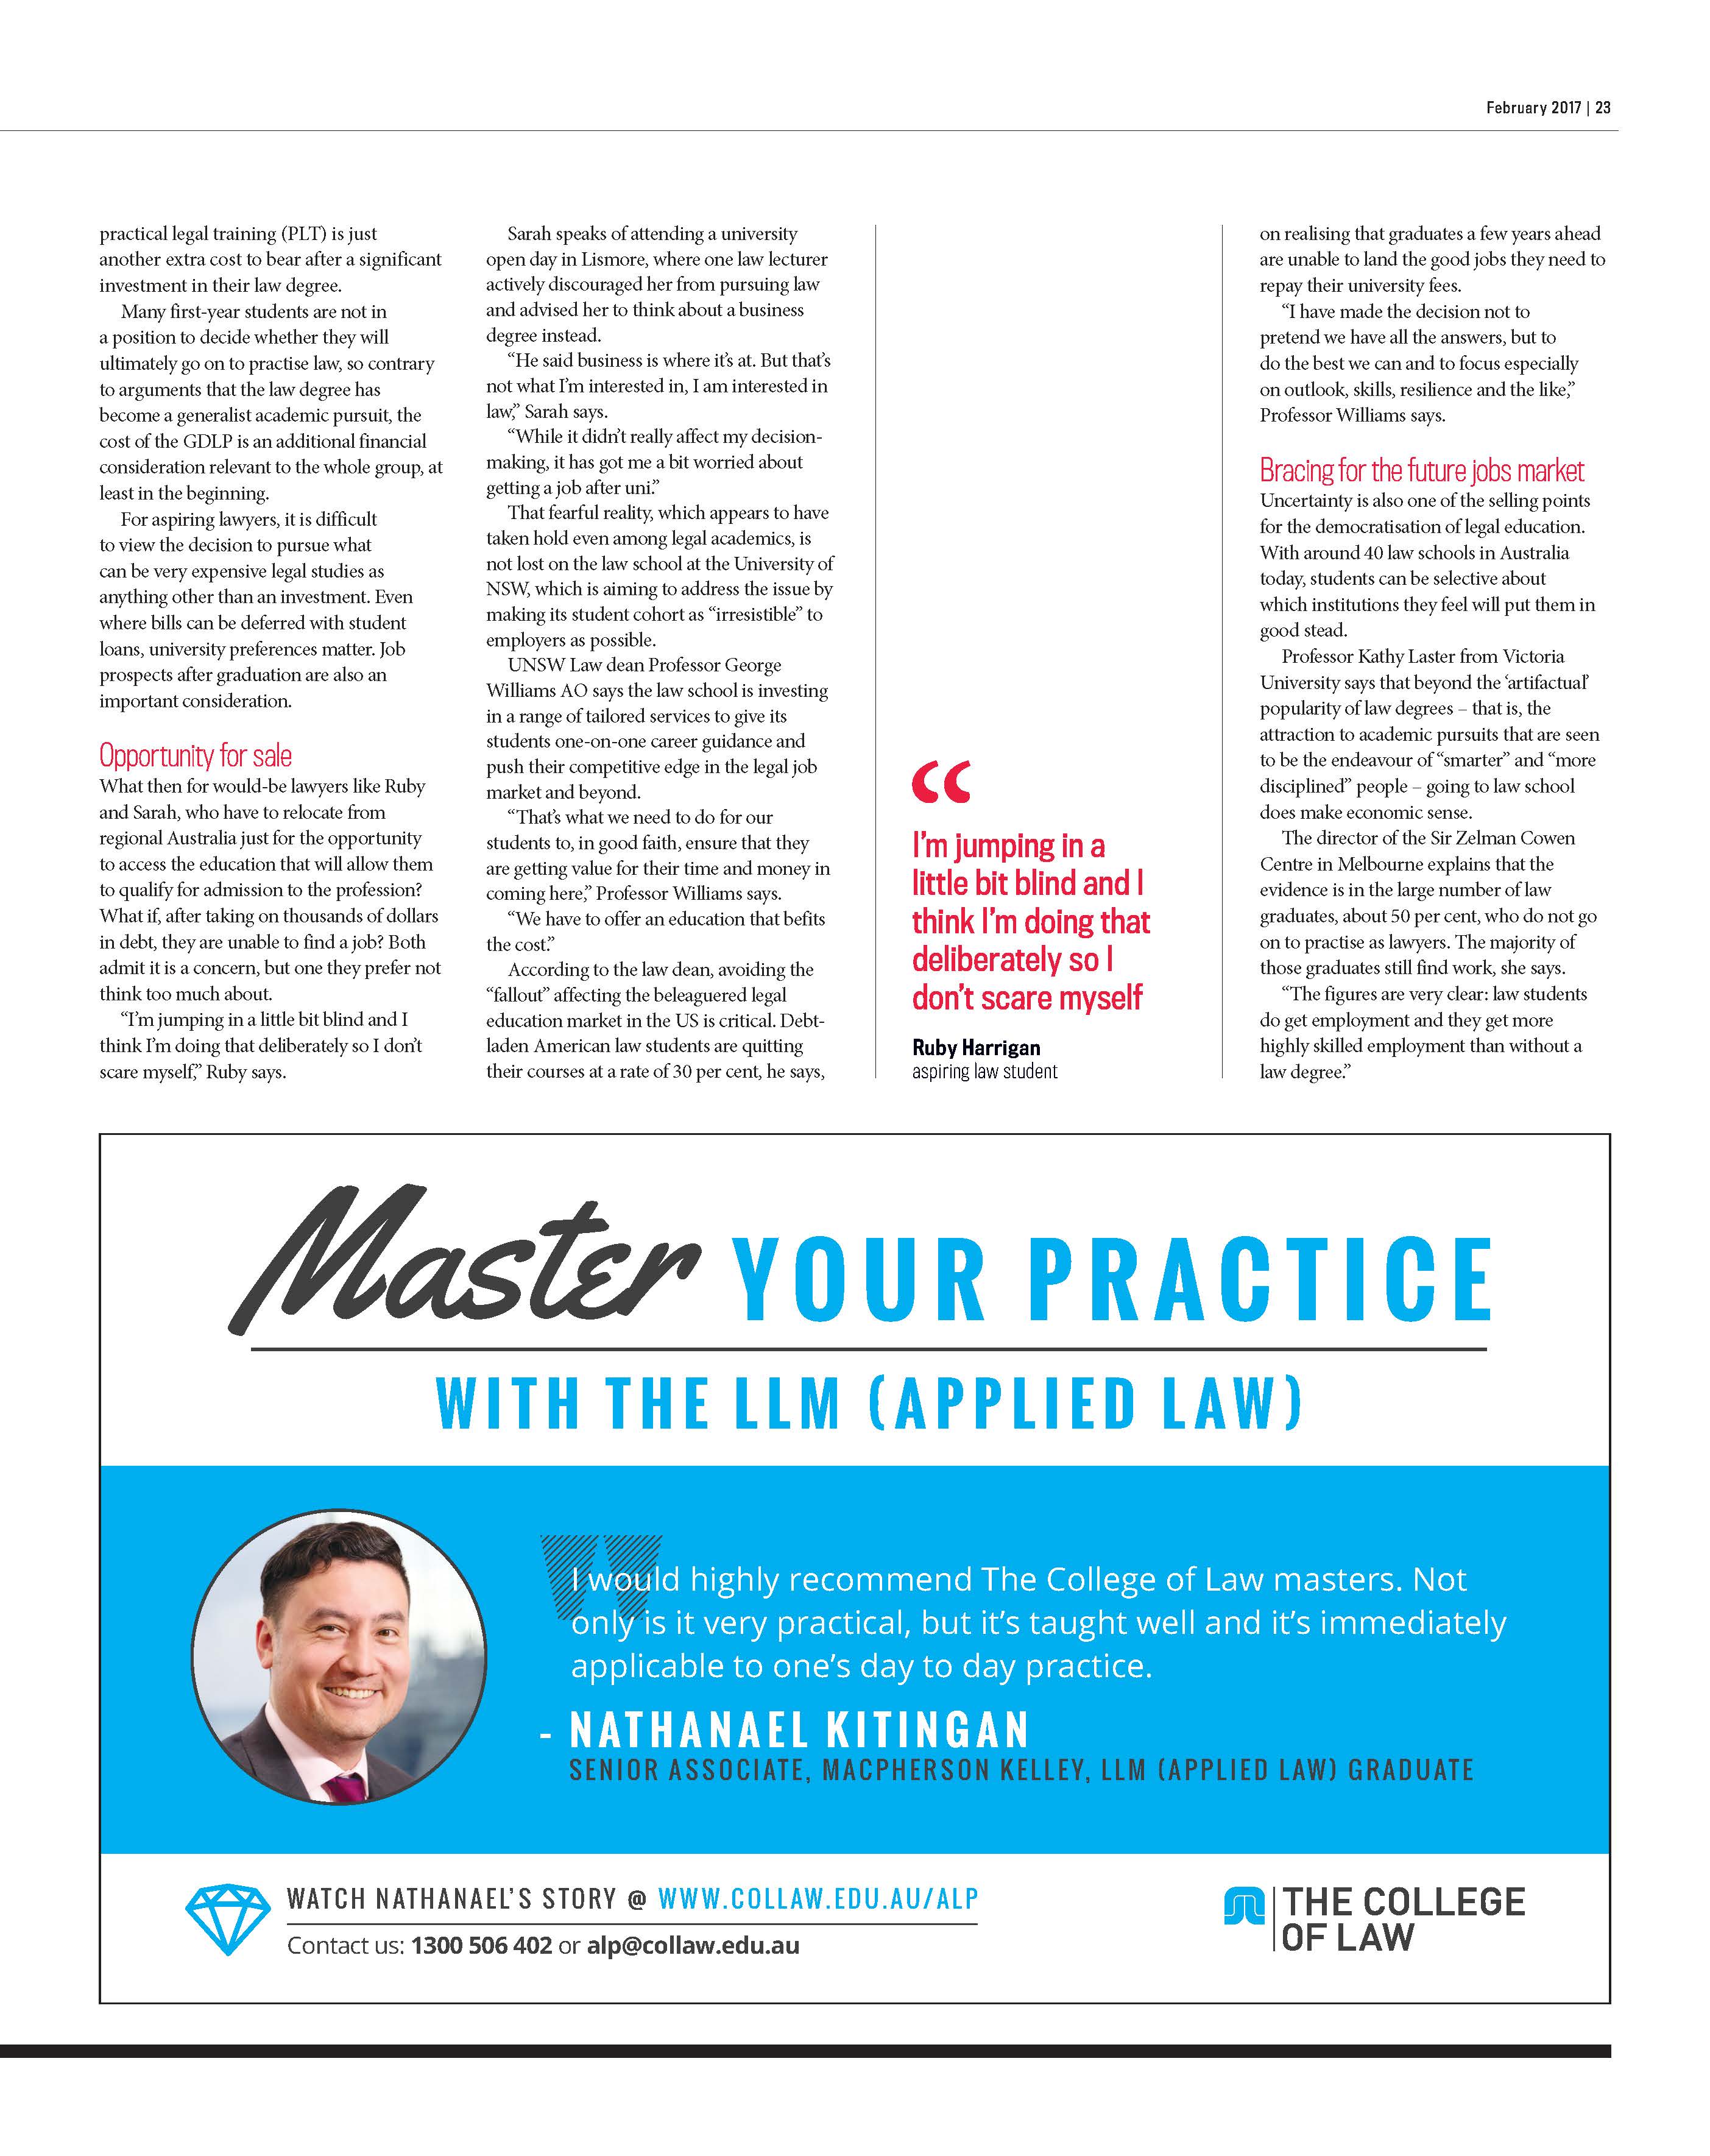 February 2017 | 23
practical legal training (PLT) is just
another extra cost to bear after a significant
investment in their law degree.
Many first-year students are not in
a position to decide whether they will
ultimately go on to practise law, so contrary
to arguments that the law degree has
become a generalist academic pursuit, the
cost of the GDLP is an additional financial
consideration relevant to the whole group, at
least in the beginning.
For aspiring lawyers, it is difficult
to view the decision to pursue what
can be very expensive legal studies as
anything other than an investment. Even
where bills can be deferred with student
loans, university preferences matter. Job
prospects after graduation are also an
important consideration.
Opportunity for sale
What then for would-be lawyers like Ruby
and Sarah, who have to relocate from
regional Australia just for the opportunity
to access the education that will allow them
to qualify for admission to the profession?
What if, after taking on thousands of dollars
in debt, they are unable to find a job? Both
admit it is a concern, but one they prefer not
think too much about.
“I’m jumping in a little bit blind and I
think I’m doing that deliberately so I don’t
scare myself,” Ruby says.
Sarah speaks of attending a university
open day in Lismore, where one law lecturer
actively discouraged her from pursuing law
and advised her to think about a business
degree instead.
“He said business is where it’s at. But that’s
not what I’m interested in, I am interested in
law,” Sarah says.
“While it didn’t really affect my decision-
making, it has got me a bit worried about
getting a job after uni.”
That fearful reality, which appears to have
taken hold even among legal academics, is
not lost on the law school at the University of
NSW, which is aiming to address the issue by
making its student cohort as “irresistible” to
employers as possible.
UNSW Law dean Professor George
Williams AO says the law school is investing
in a range of tailored services to give its
students one-on-one career guidance and
push their competitive edge in the legal job
market and beyond.
“That’s what we need to do for our
students to, in good faith, ensure that they
are getting value for their time and money in
coming here,” Professor Williams says.
“We have to offer an education that befits
the cost.”
According to the law dean, avoiding the
“fallout” affecting the beleaguered legal
education market in the US is critical. Debt-
laden American law students are quitting
their courses at a rate of 30 per cent, he says,
“
I’m jumping in a
little bit blind and I
think I’m doing that
deliberately so I
don’t scare myself
Ruby Harrigan
aspiring law student
on realising that graduates a few years ahead
are unable to land the good jobs they need to
repay their university fees.
“I have made the decision not to
pretend we have all the answers, but to
do the best we can and to focus especially
on outlook, skills, resilience and the like,”
Professor Williams says.
Bracing for the future jobs market
Uncertainty is also one of the selling points
for the democratisation of legal education.
With around 40 law schools in Australia
today, students can be selective about
which institutions they feel will put them in
good stead.
Professor Kathy Laster from Victoria
University says that beyond the ‘artifactual’
popularity of law degrees – that is, the
attraction to academic pursuits that are seen
to be the endeavour of “smarter” and “more
disciplined” people – going to law school
does make economic sense.
The director of the Sir Zelman Cowen
Centre in Melbourne explains that the
evidence is in the large number of law
graduates, about 50 per cent, who do not go
on to practise as lawyers. The majority of
those graduates still find work, she says.
“The figures are very clear: law students
do get employment and they get more
highly skilled employment than without a
law degree.”
Master YOUR PRACTICE
WITH THE LLM (APPLIED LAW)
I would highly recommend The College of Law masters. Not
only is it very practical, but it’s taught well and it’s immediately
applicable to one’s day to day practice.
- NATHANAEL KITINGAN
SENIOR ASSOCIATE, MACPHERSON KELLEY, LLM (APPLIED LAW) GRADUATE
WATCH NATHANAEL’S STORY @ WWW.COLLAW.EDU.AU/ALP
Contact us: 1300 506 402 or alp@collaw.edu.au
THE COLLEGE
OF LAW